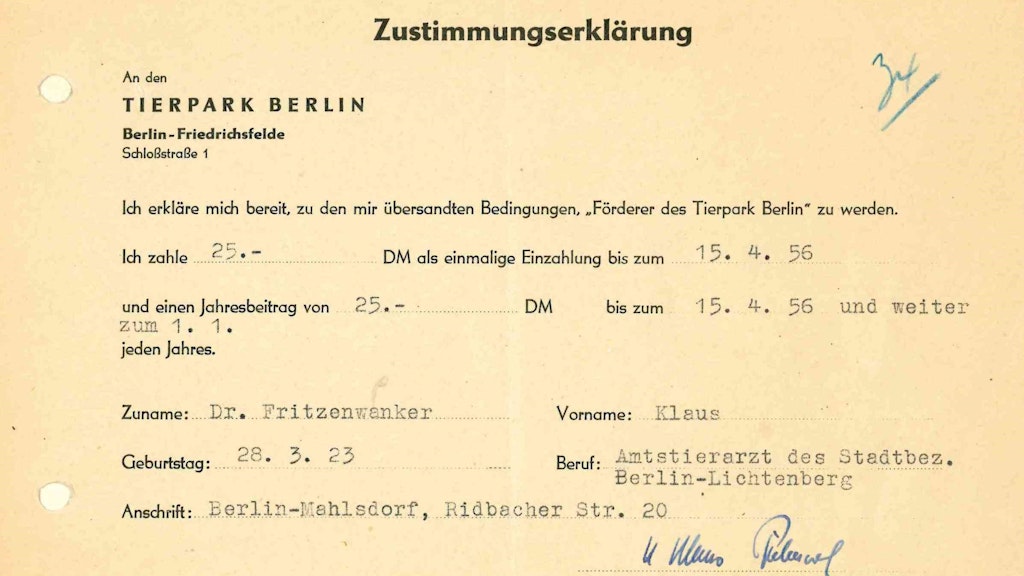 Zustimmungserklärung
34
An den
TIERPARK BERLIN
Berlin-Friedrichsfelde
Schloßstraße 1
Ich erkläre mich bereit, zu den mir übersandten Bedingungen, „Förderer des Tierpark Berlin“ zu werden.
Ich zahle 25.- DM als einmalige Einzahlung bis zum 15. 4. 56
und einen Jahresbeitrag von 25.- DM bis zum 15. 4. 56 und weiter
zum 1. 1.
jeden Jahres.
Zuname: Dr. Fritzenwanker Vorname: Klaus
Geburtstag: 28. 3. 23 Beruf: Amtstierarzt des Stadtbez.
Berlin-Lichtenberg
Anschrift: Berlin-Mahlsdorf, Ridbacher Str. 20